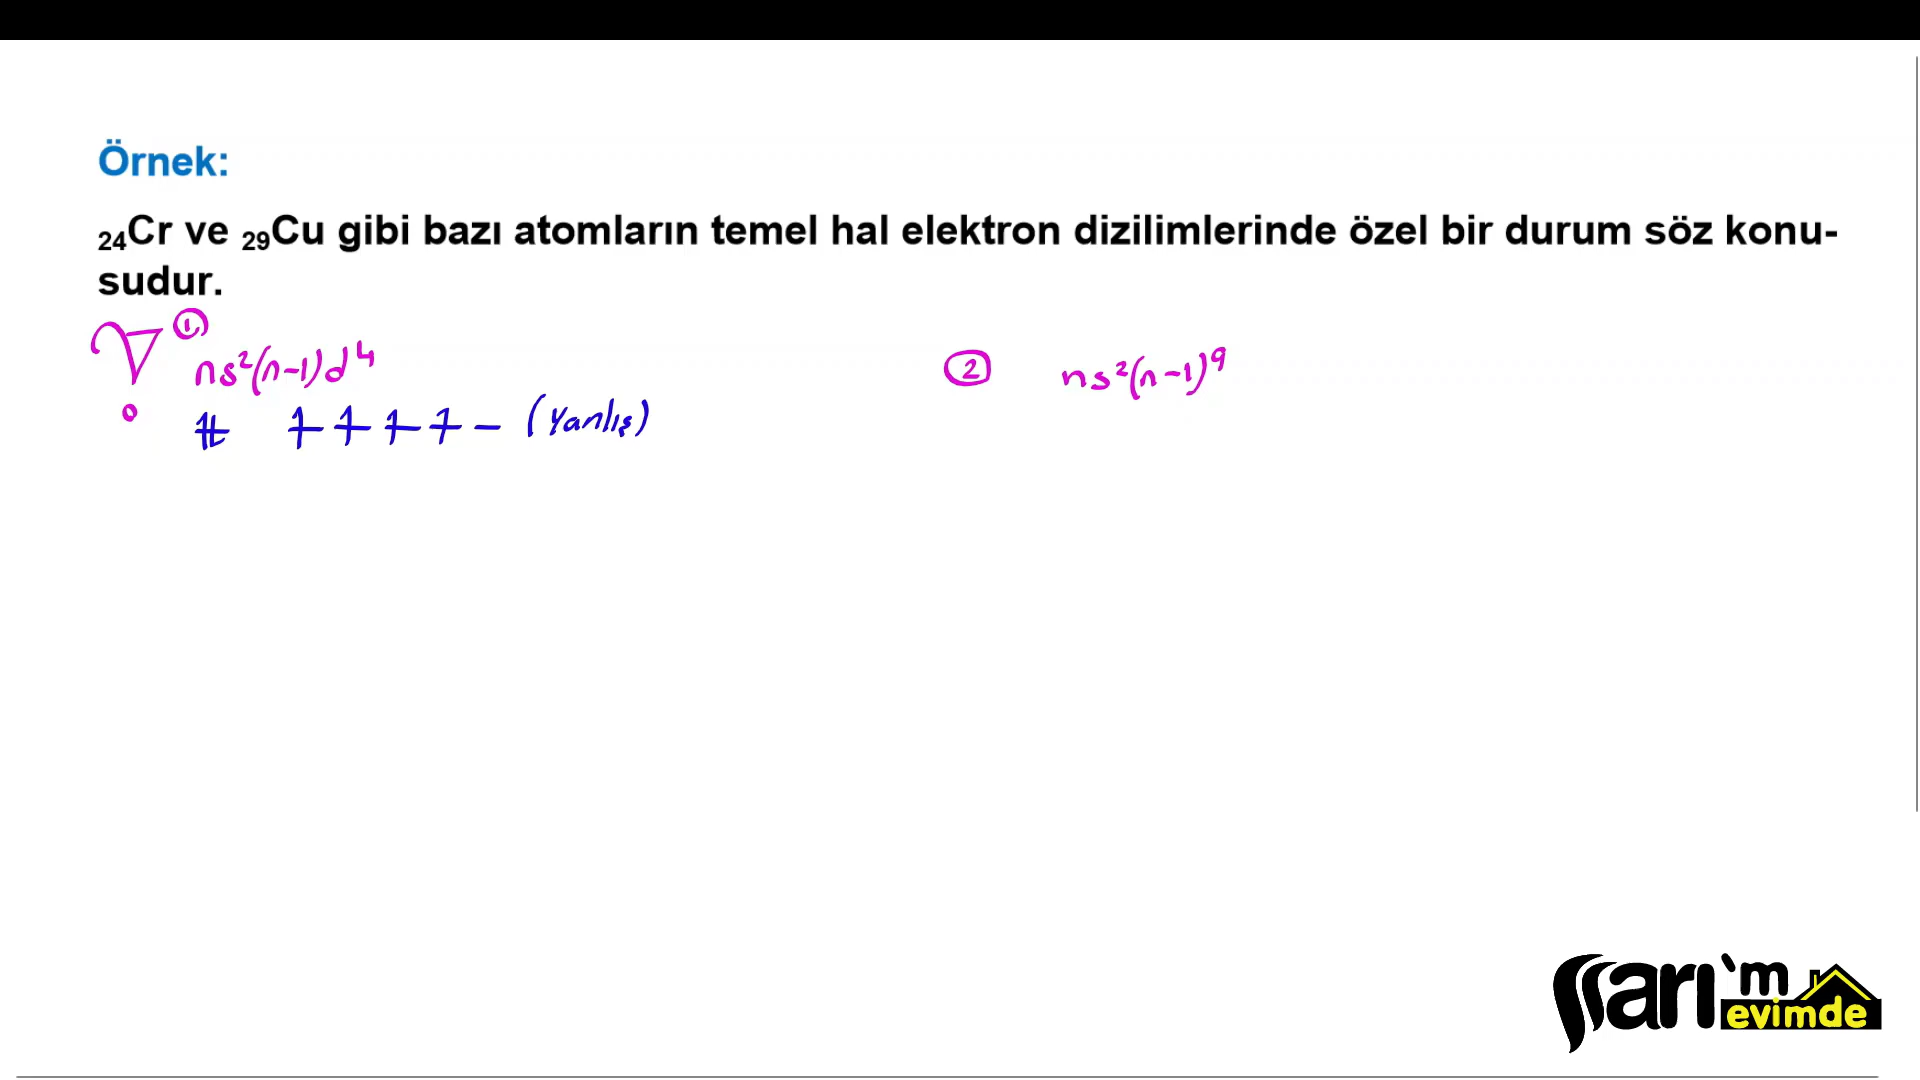 Örnek:
₂₄Cr ve ₂₉Cu gibi bazı atomların temel hal elektron dizilimlerinde özel bir durum söz konu-
sudur.
① ns²(n-1)d⁴
② ns²(n-1)⁹
(Yanlış)
sarı'm
evimde